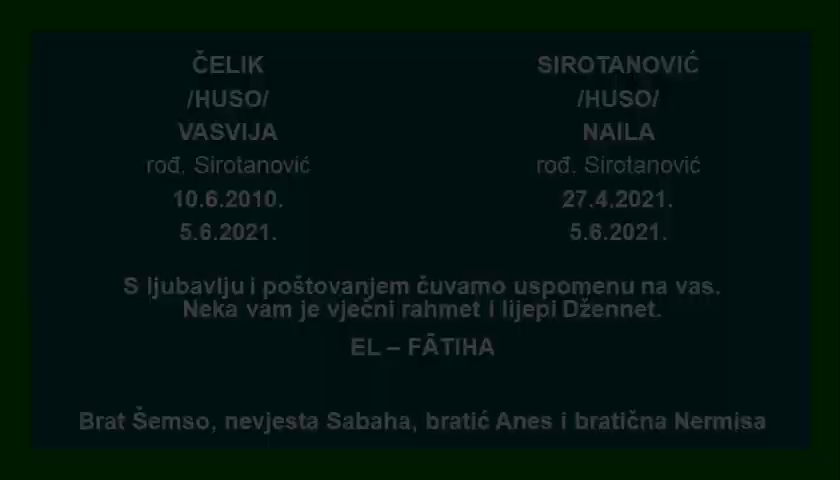 ČELIK
/HUSO/
VASVIJA
rođ. Sirotanović
10.6.2010.
5.6.2021.
SIROTANOVIĆ
/HUSO/
NAILA
rođ. Sirotanović
27.4.2021.
5.6.2021.
S ljubavlju i poštovanjem čuvamo uspomenu na vas.
Neka vam je vječni rahmet i lijepi Džennet.
EL – FĀTIHA
Brat Šemso, nevjesta Sabaha, bratić Anes i bratična Nermisa